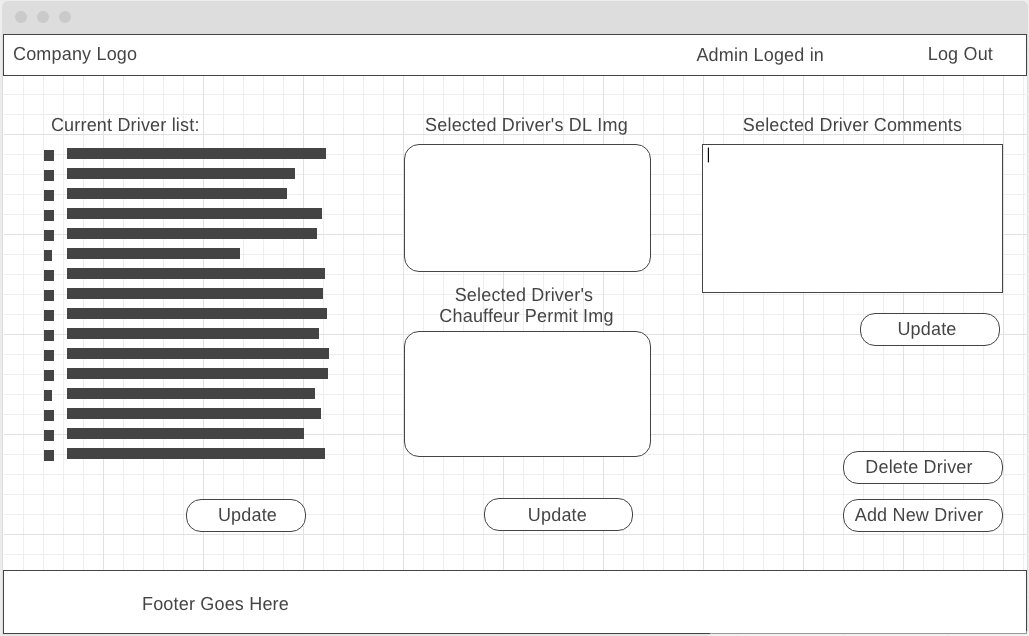 Company Logo
Admin Loged in
Log Out
Current Driver list:
Selected Driver's DL Img
Selected Driver Comments
Selected Driver's
Chauffeur Permit Img
Update
Delete Driver
Update
Update
Add New Driver
Footer Goes Here